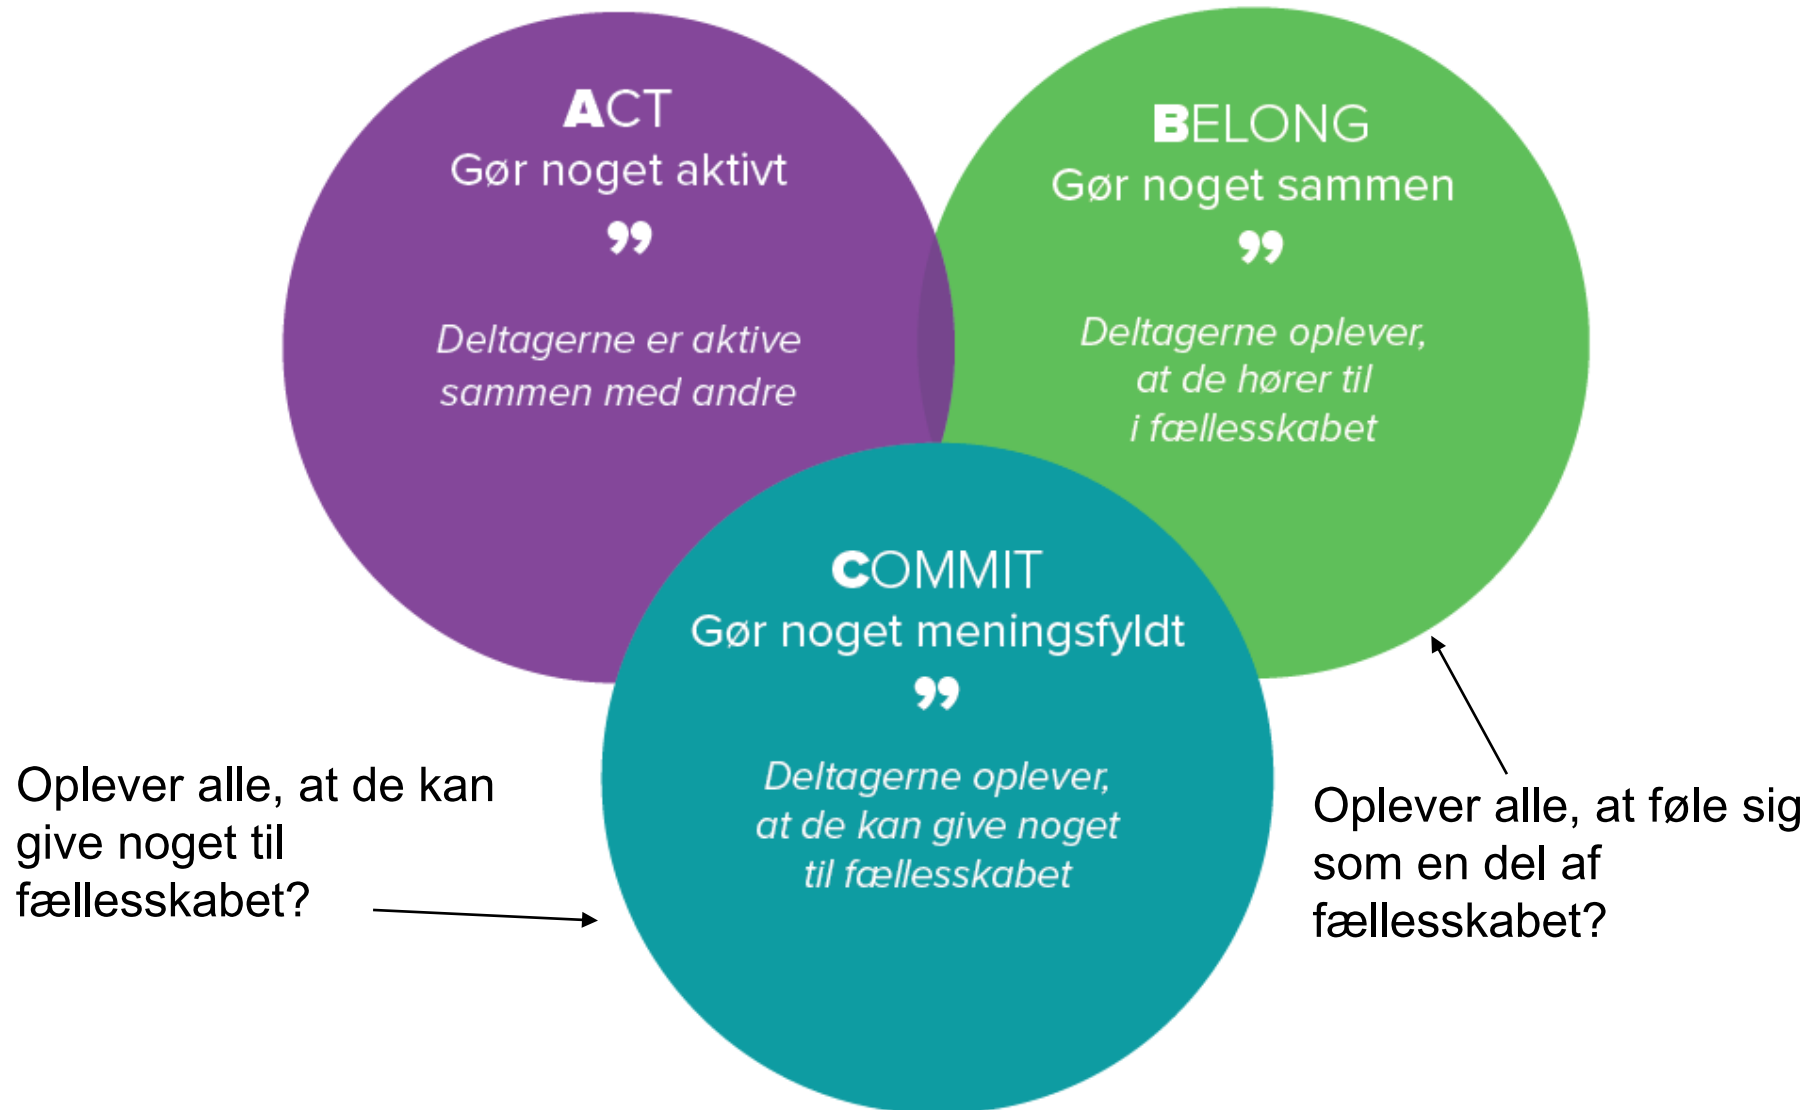 ACT
Gør noget aktivt
”
Deltagerne er aktive
sammen med andre
BELONG
Gør noget sammen
”
Deltagerne oplever,
at de hører til
i fællesskabet
COMMIT
Gør noget meningsfyldt
”
Deltagerne oplever,
at de kan give noget
til fællesskabet
Oplever alle, at de kan
give noget til
fællesskabet?
Oplever alle, at føle sig
som en del af
fællesskabet?